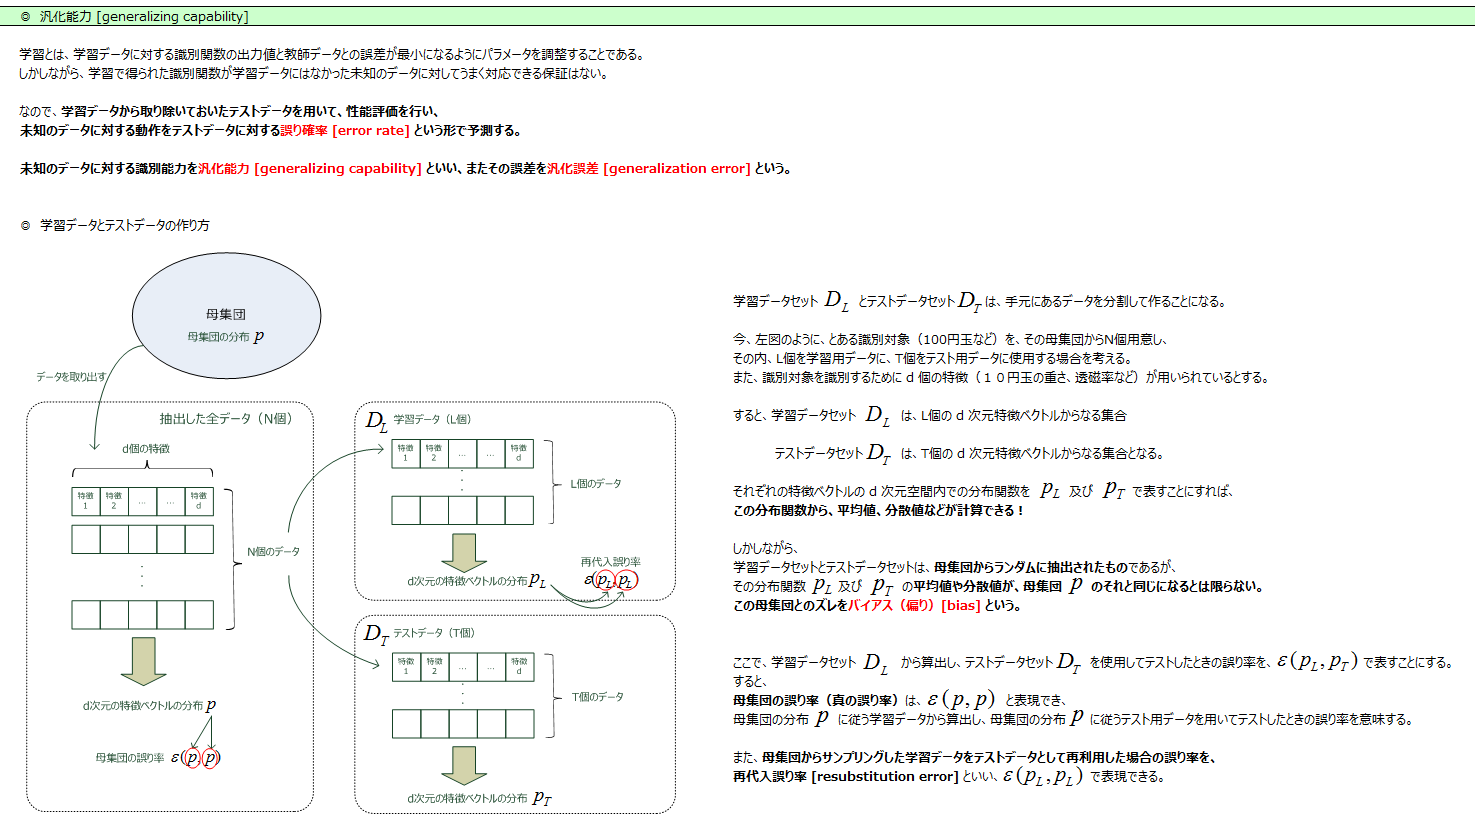 ◎ 汎化能力 [generalizing capability]
学習とは、学習データに対する識別関数の出力値と教師データとの誤差が最小になるようにパラメータを調整することである。
しかしながら、学習で得られた識別関数が学習データにはなかった未知のデータに対してうまく対応できる保証はない。
なので、学習データから取り除いておいたテストデータを用いて、性能評価を行い、
未知のデータに対する動作をテストデータに対する誤り確率 [error rate] という形で予測する。
未知のデータに対する識別能力を汎化能力 [generalizing capability] といい、またその誤差を汎化誤差 [generalization error] という。
◎ 学習データとテストデータの作り方
母集団
母集団の分布 p
データを取り出す
抽出した全データ（N個）
d個の特徴
特徴1 特徴2 … … 特徴d
N個のデータ
d次元の特徴ベクトルの分布 p
母集団の誤り率 ε(p, p)
D_L 学習データ（L個）
特徴1 特徴2 … … 特徴d
L個のデータ
再代入誤り率
d次元の特徴ベクトルの分布 p_L ε(p_L, p_L)
D_T テストデータ（T個）
特徴1 特徴2 … … 特徴d
T個のデータ
d次元の特徴ベクトルの分布 p_T
学習データセット D_L とテストデータセット D_T は、手元にあるデータを分割して作ることになる。
今、左図のように、とある識別対象（100円玉など）を、その母集団からN個用意し、
その内、L個を学習用データに、T個をテスト用データに使用する場合を考える。
また、識別対象を識別するために d 個の特徴（１０円玉の重さ、透磁率など）が用いられているとする。
すると、学習データセット D_L は、L個の d 次元特徴ベクトルからなる集合
テストデータセット D_T は、T個の d 次元特徴ベクトルからなる集合となる。
それぞれの特徴ベクトルの d 次元空間内での分布関数を p_L 及び p_T で表すことにすれば、
この分布関数から、平均値、分散値などが計算できる！
しかしながら、
学習データセットとテストデータセットは、母集団からランダムに抽出されたものであるが、
その分布関数 p_L 及び p_T の平均値や分散値が、母集団 p のそれと同じになるとは限らない。
この母集団とのズレをバイアス（偏り）[bias] という。
ここで、学習データセット D_L から算出し、テストデータセット D_T を使用してテストしたときの誤り率を、ε(p_L, p_T) で表すことにする。
すると、
母集団の誤り率（真の誤り率）は、ε(p, p) と表現でき、
母集団の分布 p に従う学習データから算出し、母集団の分布 p に従うテスト用データを用いてテストしたときの誤り率を意味する。
また、母集団からサンプリングした学習データをテストデータとして再利用した場合の誤り率を、
再代入誤り率 [resubstitution error] といい、ε(p_L, p_L) で表現できる。